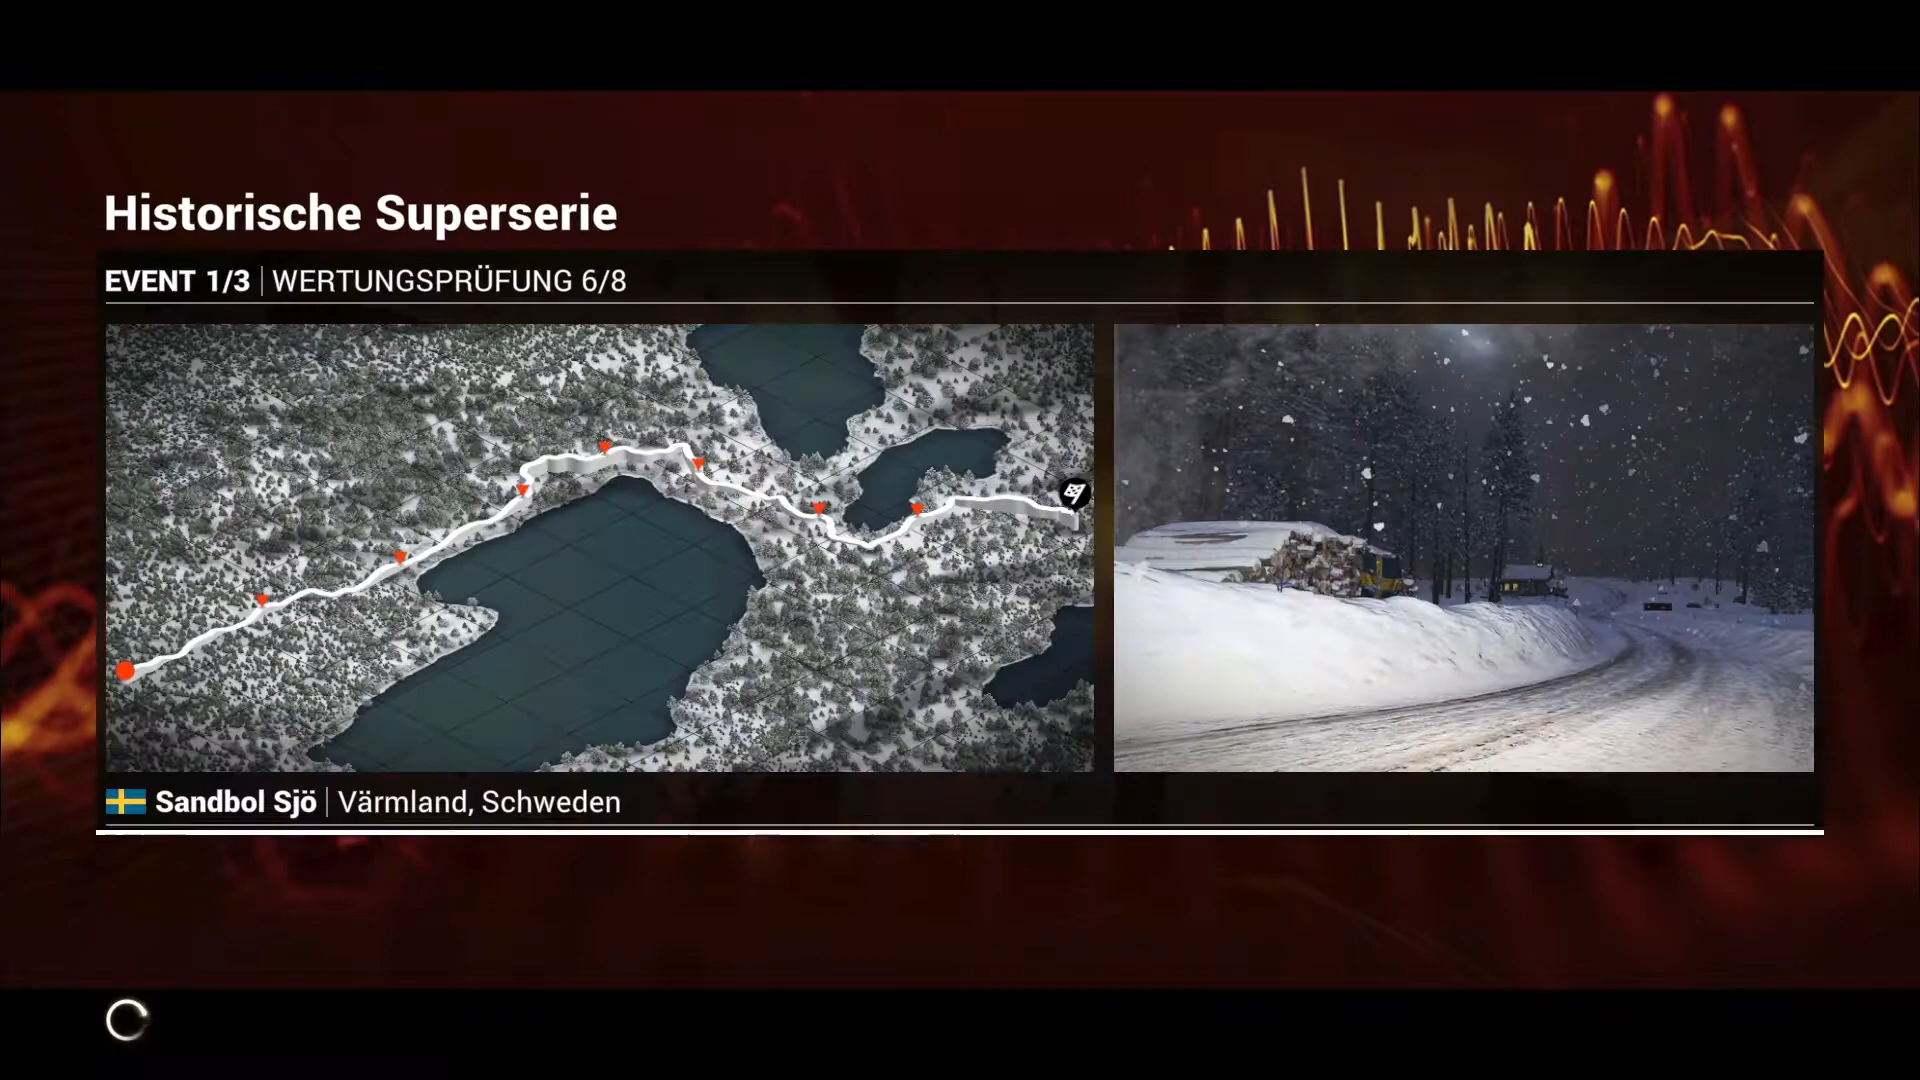 Historische Superserie
EVENT 1/3 | WERTUNGSPRÜFUNG 6/8
Sandbol Sjö | Värmland, Schweden